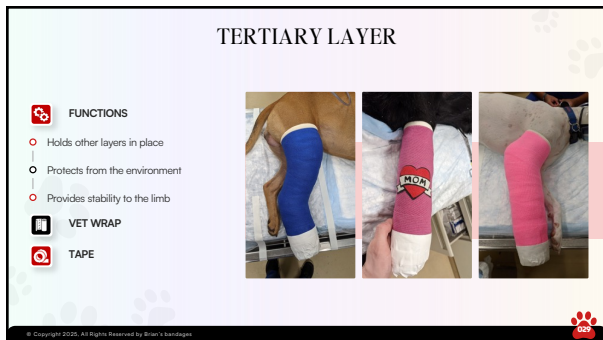 TERTIARY LAYER
FUNCTIONS
Holds other layers in place
Protects from the environment
Provides stability to the limb
VET WRAP
TAPE
MOM
© Copyright 2025, All Rights Reserved by Brian's bandages
029